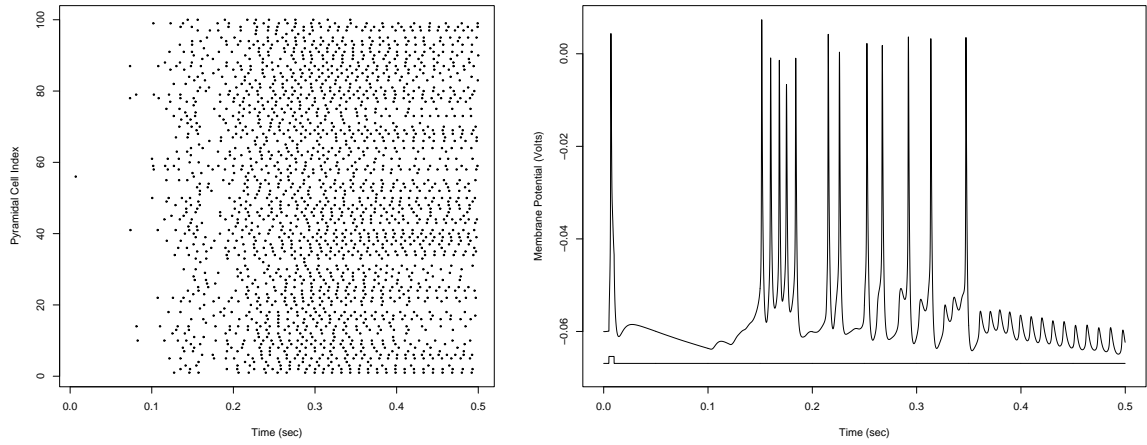 100
80
60
40
20
0
Pyramidal Cell Index
0.0 0.1 0.2 0.3 0.4 0.5
Time (sec)
0.00
−0.02
−0.04
−0.06
Membrane Potential (Volts)
0.0 0.1 0.2 0.3 0.4 0.5
Time (sec)